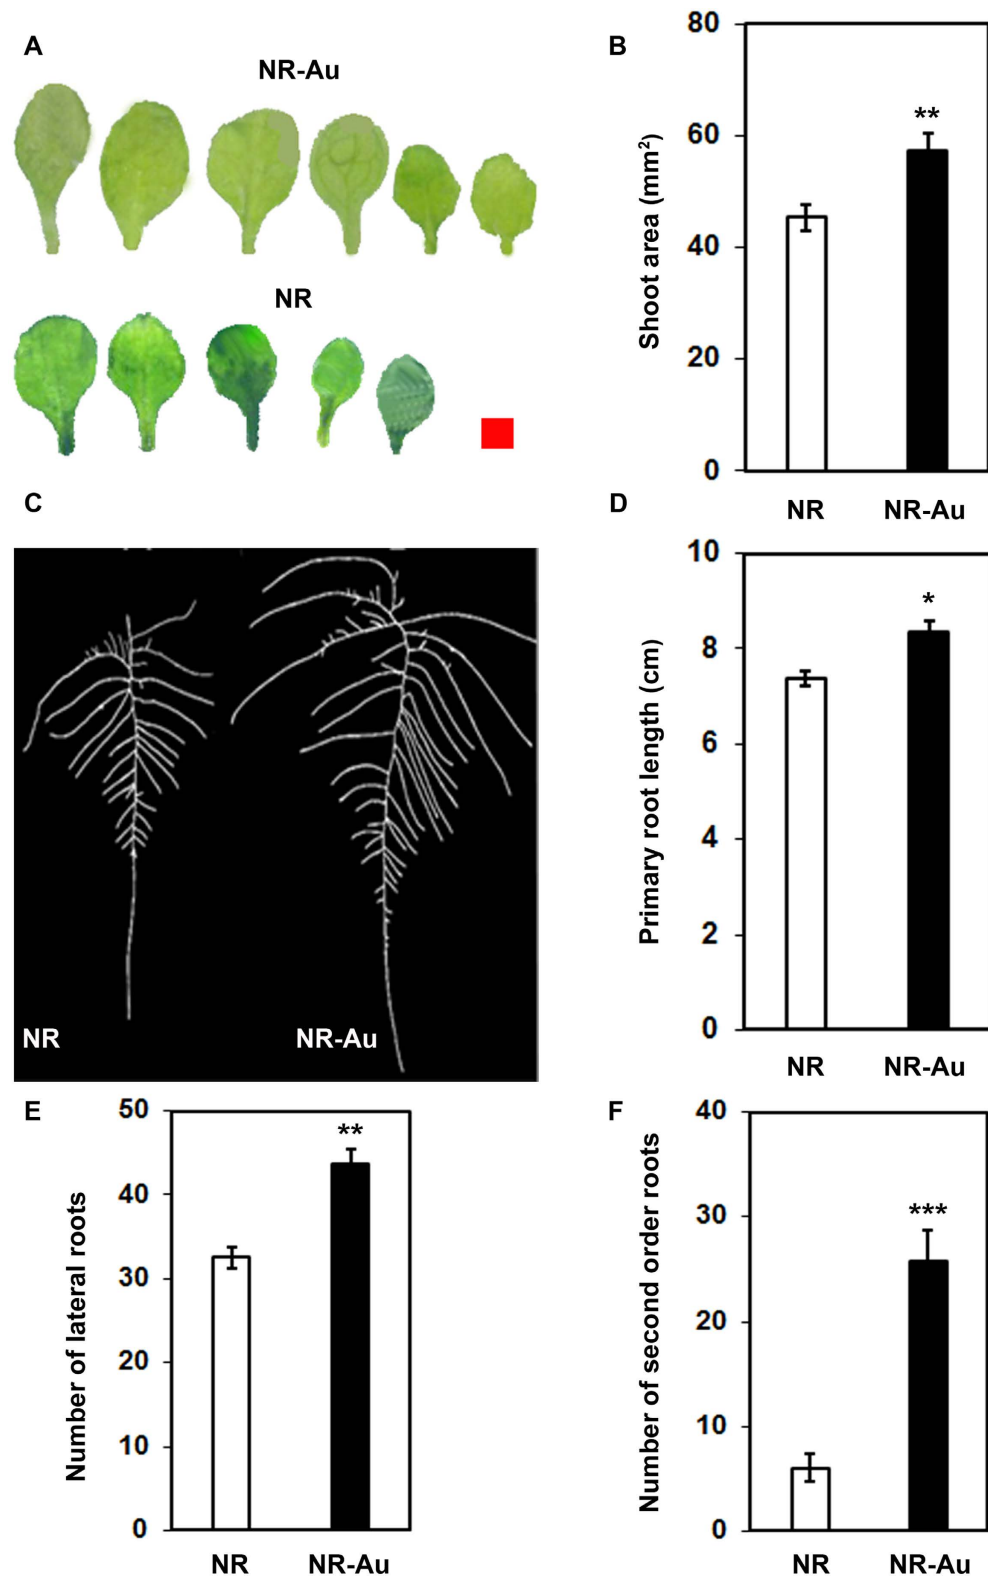 A
NR-Au
NR
B
Shoot area (mm²)
80
60
40
20
0
**
NR
NR-Au
C
NR
NR-Au
D
Primary root length (cm)
10
8
6
4
2
0
*
NR
NR-Au
E
Number of lateral roots
50
40
30
20
10
0
**
NR
NR-Au
F
Number of second order roots
40
30
20
10
0
***
NR
NR-Au